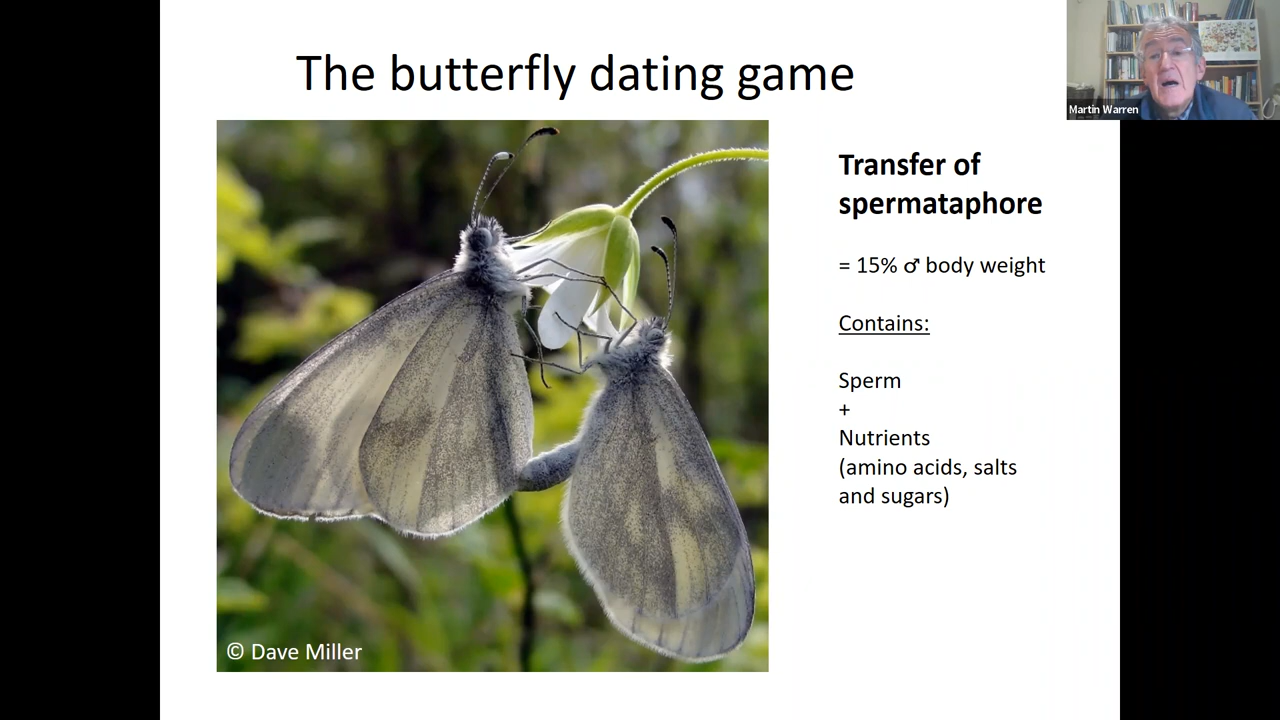 The butterfly dating game
Martin Warren
Transfer of
spermataphore
= 15% ♂ body weight
Contains:
Sperm
+
Nutrients
(amino acids, salts
and sugars)
© Dave Miller